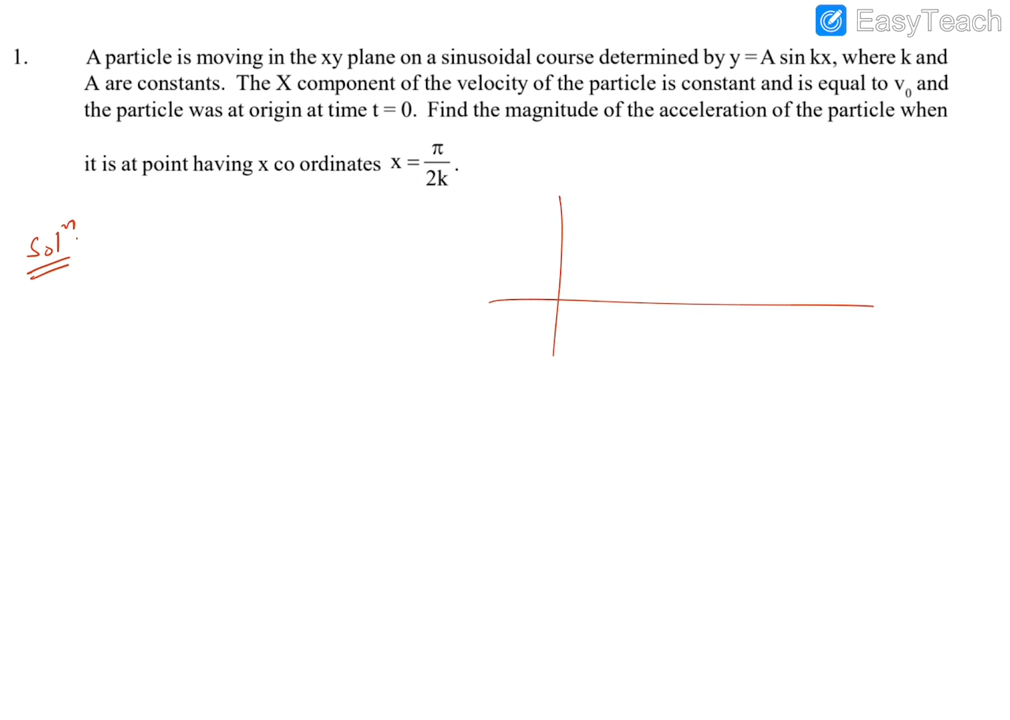 EasyTeach
1. A particle is moving in the xy plane on a sinusoidal course determined by y = A sin kx, where k and
A are constants. The X component of the velocity of the particle is constant and is equal to v₀ and
the particle was at origin at time t = 0. Find the magnitude of the acceleration of the particle when
it is at point having x co ordinates x = π/2k .
Solⁿ.